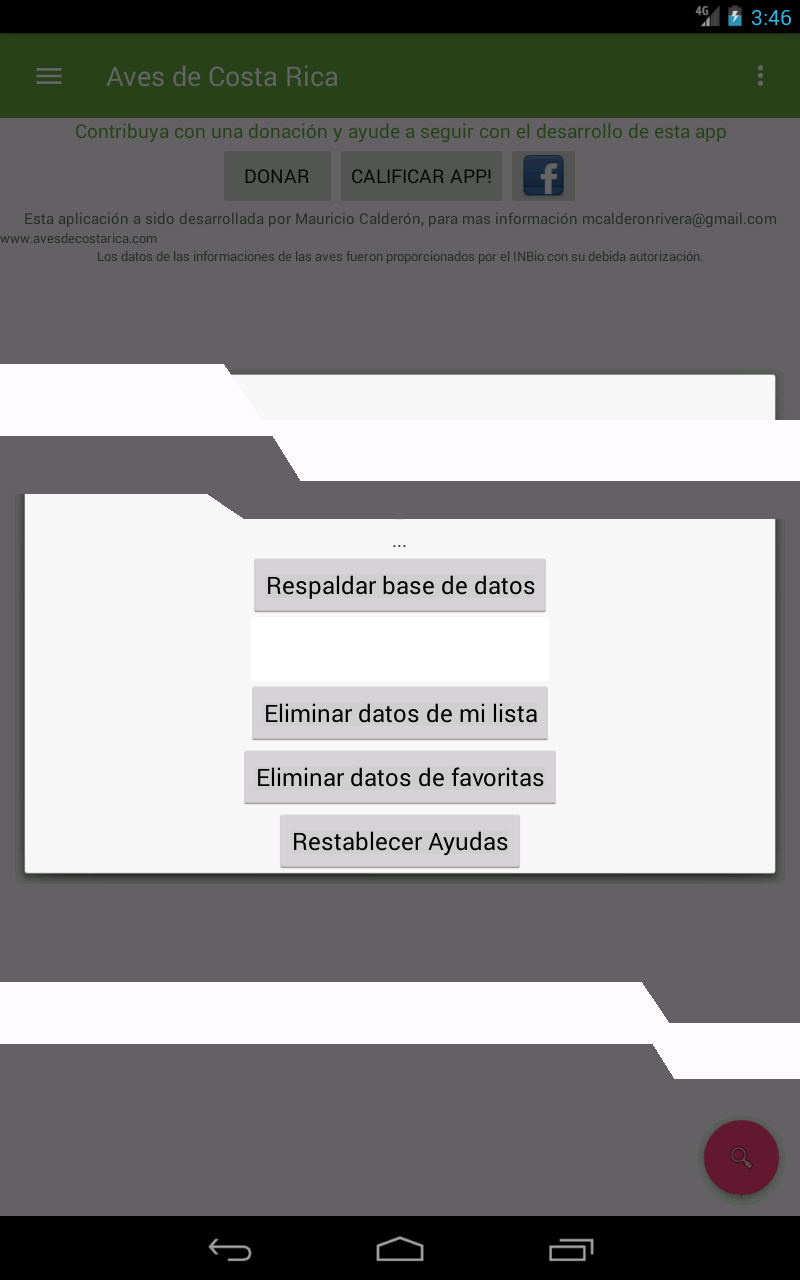 4G 3:46
Aves de Costa Rica
Contribuya con una donación y ayude a seguir con el desarrollo de esta app
DONAR CALIFICAR APP! f
Esta aplicación a sido desarrollada por Mauricio Calderón, para mas información mcalderonrivera@gmail.com
www.avesdecostarica.com
Los datos de las informaciones de las aves fueron proporcionados por el INBio con su debida autorización.
...
Respaldar base de datos
Eliminar datos de mi lista
Eliminar datos de favoritas
Restablecer Ayudas